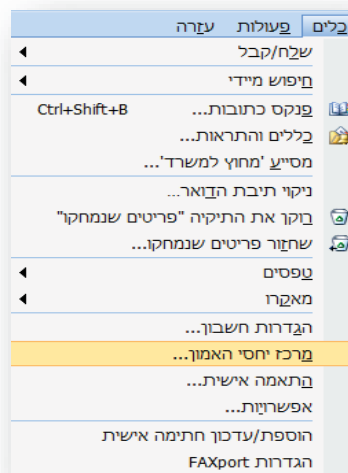 כלים פעולות עזרה
שלח/קבל
חיפוש מיידי
פנקס כתובות... Ctrl+Shift+B
כללים והתראות...
מסייע 'מחוץ למשרד'...
ניקוי תיבת הדואר...
רוקן את התיקיה "פריטים שנמחקו"
שחזור פריטים שנמחקו...
טפסים
מאקרו
הגדרות חשבון...
מרכז יחסי האמון...
התאמה אישית...
אפשרויות...
הוספת/עדכון חתימה אישית
הגדרות FAXport